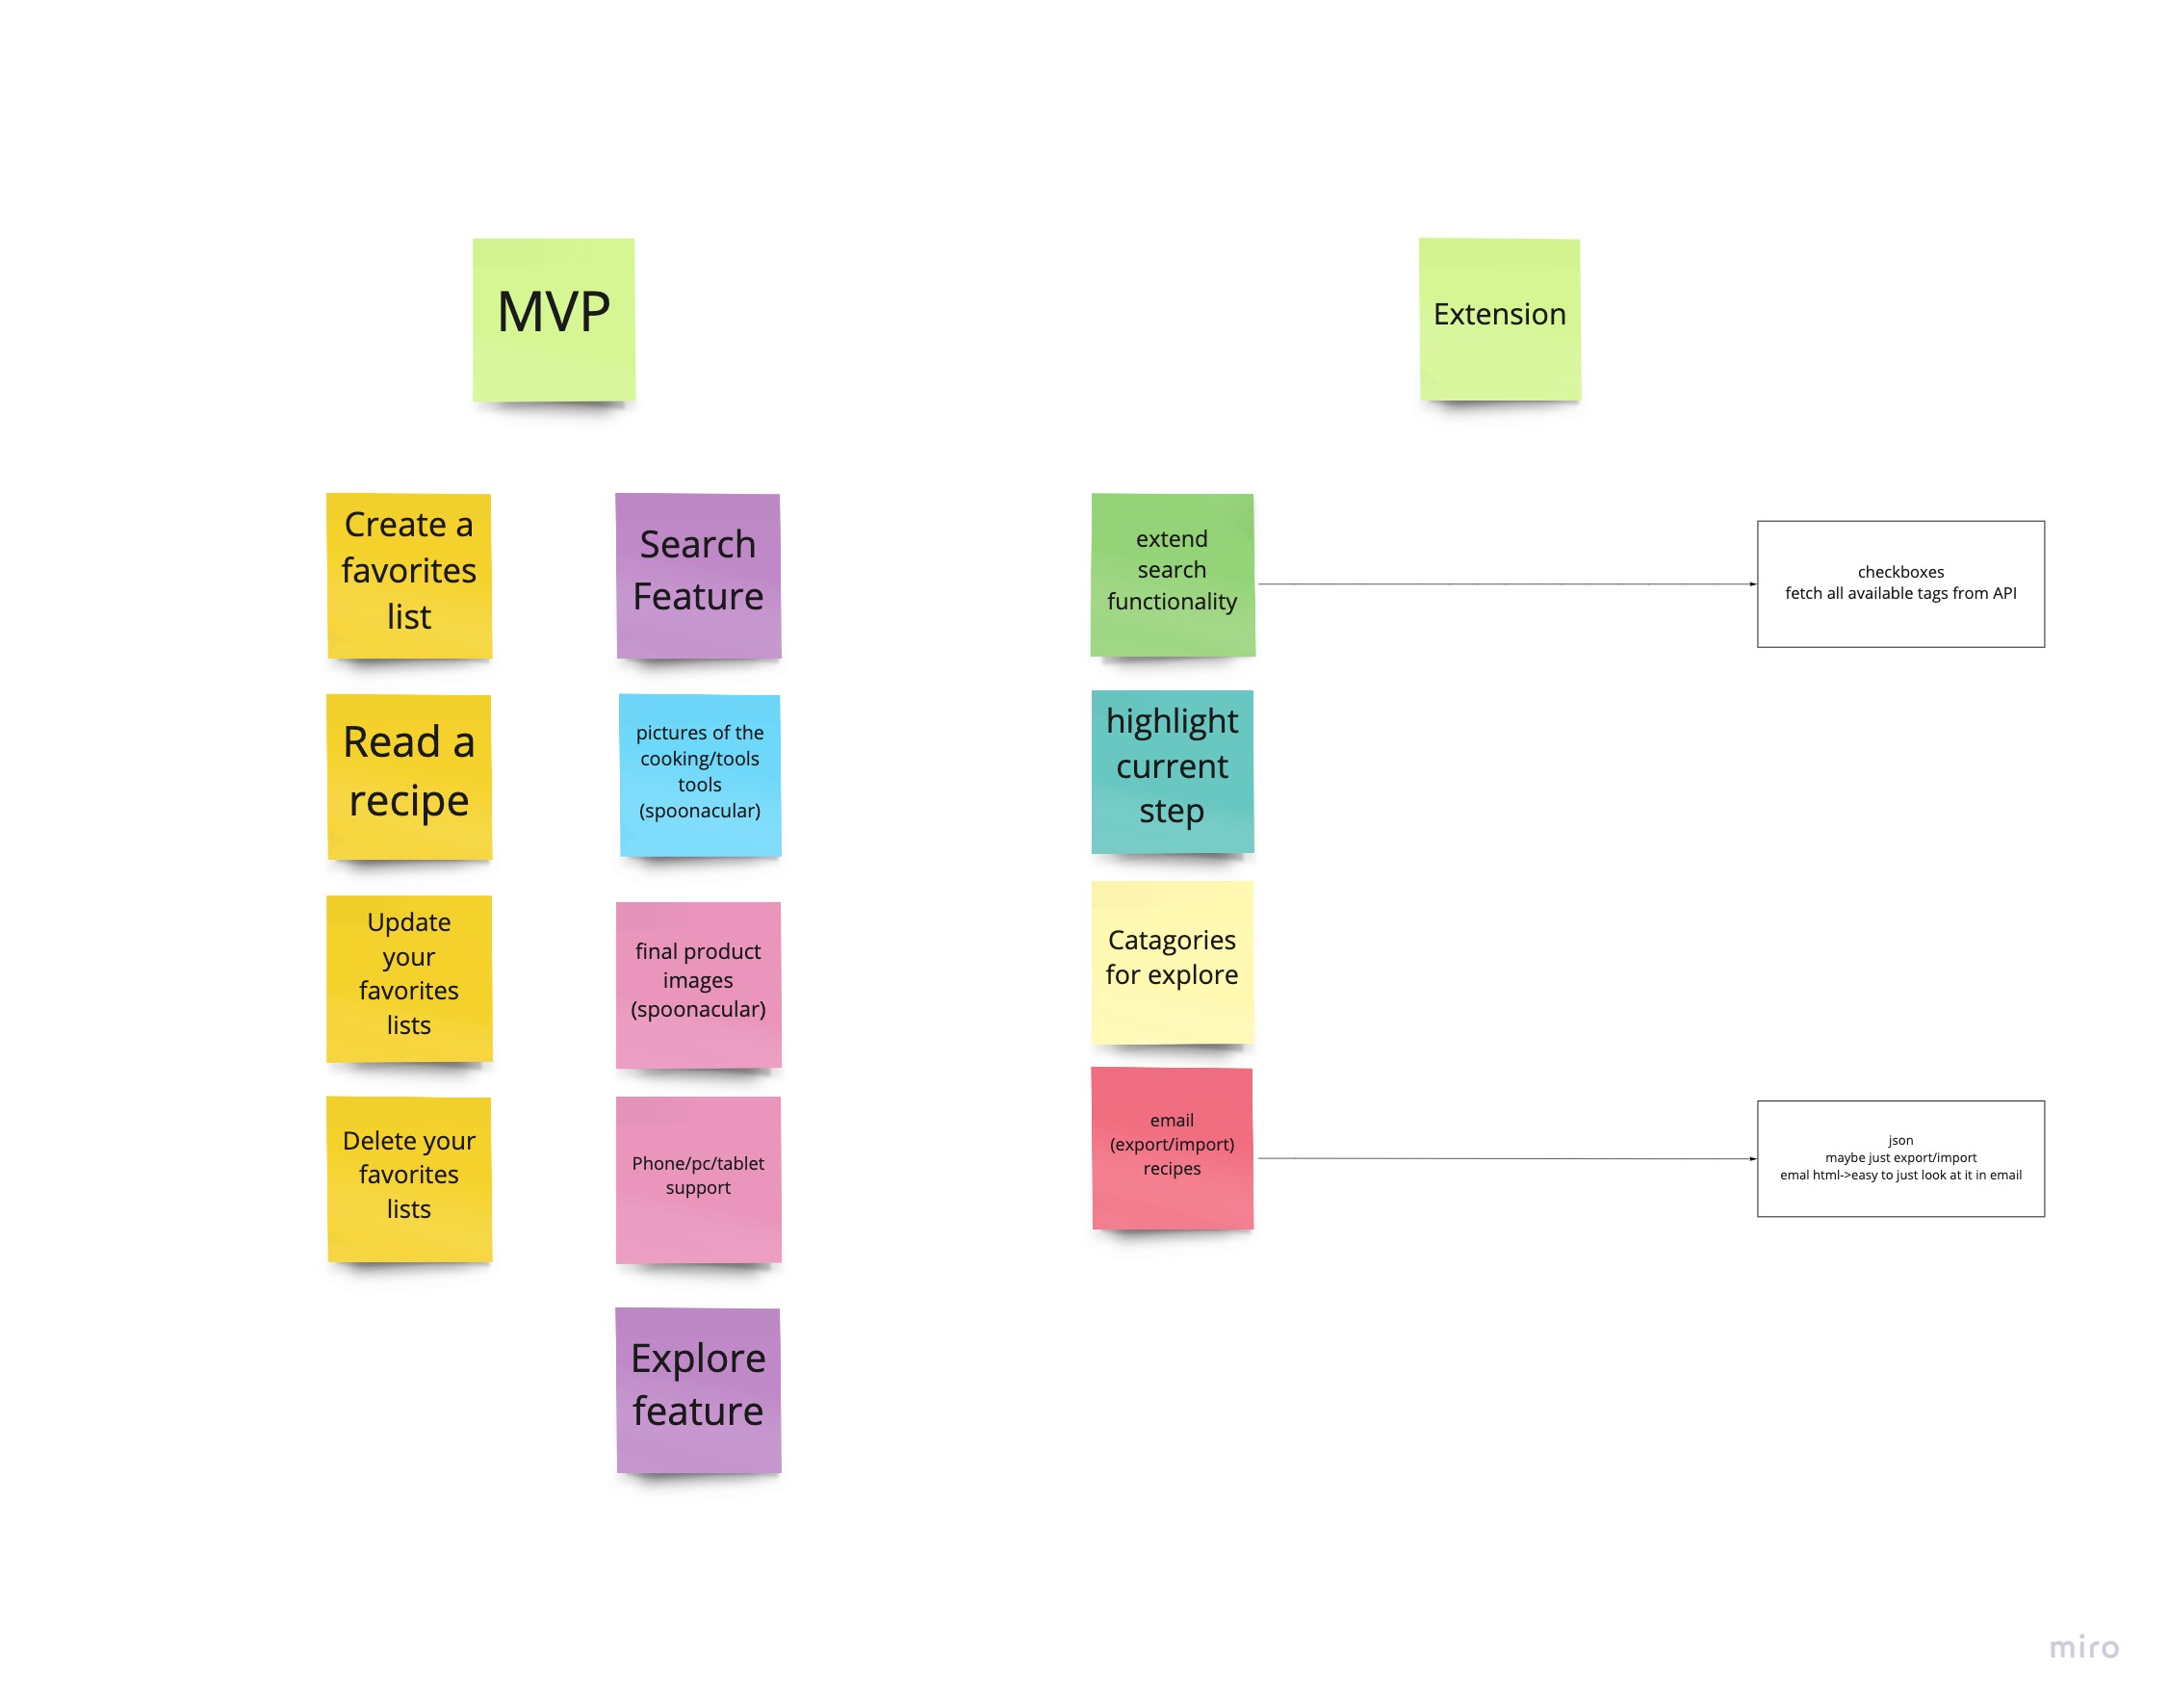 MVP
Extension
Create a
favorites
list
Search
Feature
extend
search
functionality
checkboxes
fetch all available tags from API
Read a
recipe
pictures of the
cooking/tools
tools
(spoonacular)
highlight
current
step
Update
your
favorites
lists
final product
images
(spoonacular)
Catagories
for explore
Delete your
favorites
lists
Phone/pc/tablet
support
email
(export/import)
recipes
json
maybe just export/import
emal html->easy to just look at it in email
Explore
feature
miro